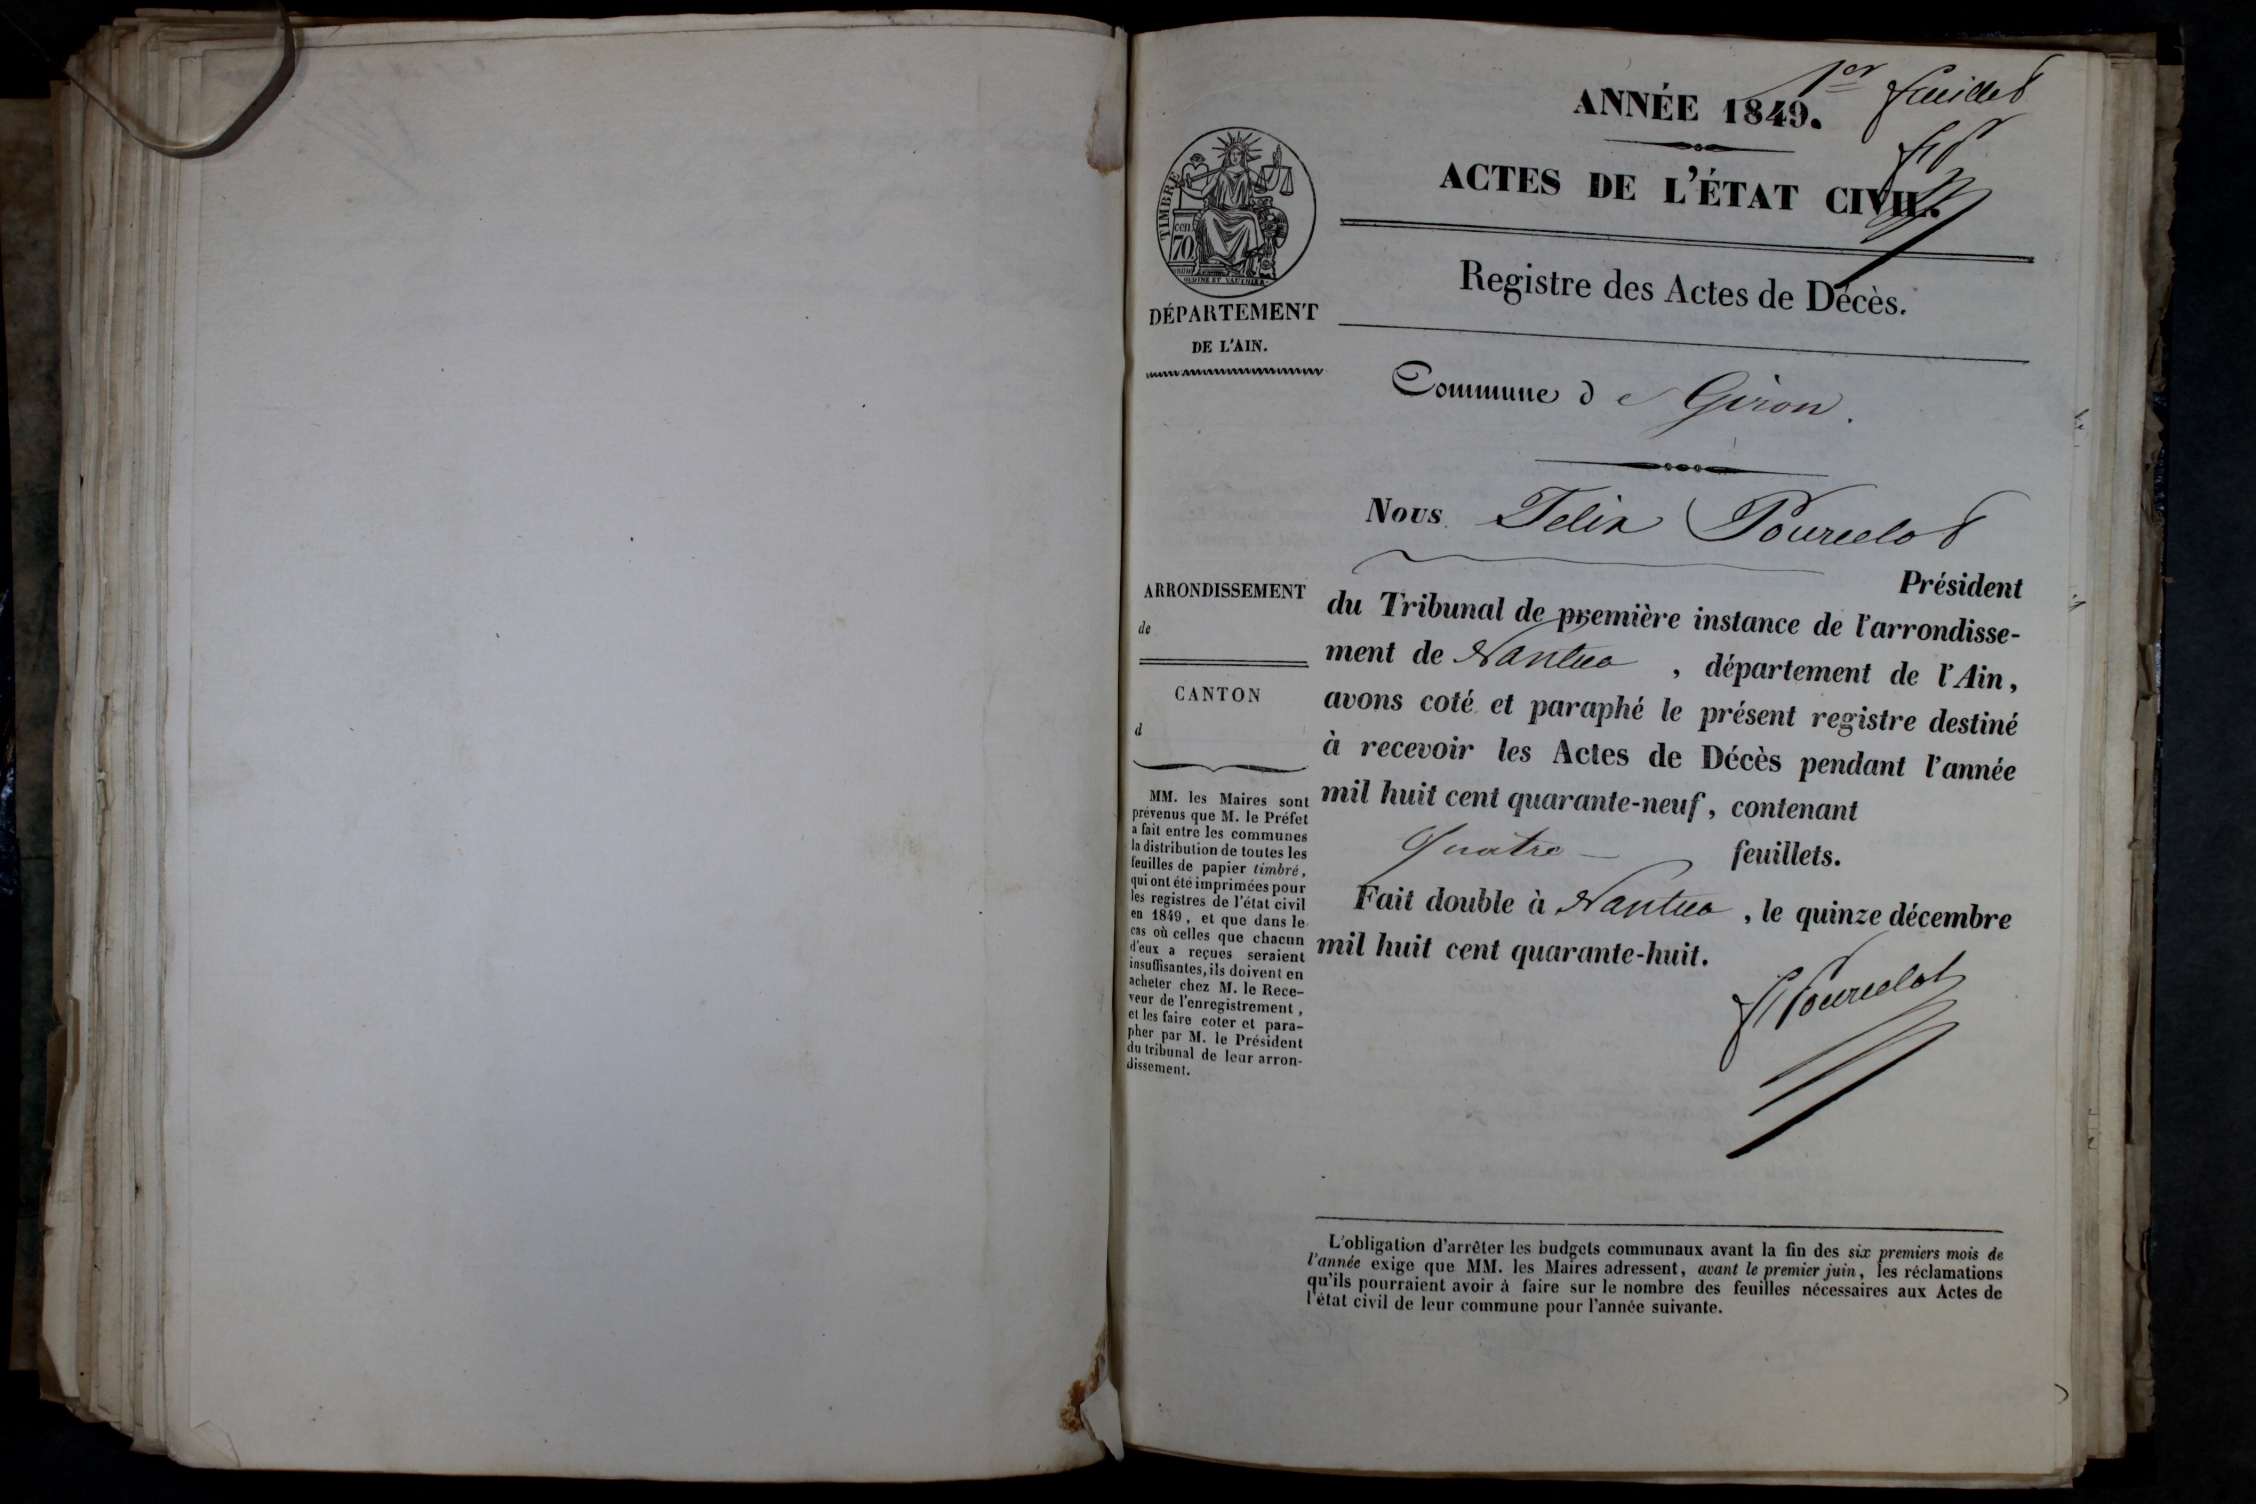 1er feuillet
ANNÉE 1849.
ACTES DE L'ÉTAT CIVIL.
Registre des Actes de Décès.
TIMBRE
cen.
70
DÉPARTEMENT
DE L'AIN.
Commune de Giron.
Nous Felix Pourcelot
Président
du Tribunal de première instance de l'arrondisse-
ment de Nantua, département de l'Ain,
avons coté et paraphé le présent registre destiné
à recevoir les Actes de Décès pendant l'année
mil huit cent quarante-neuf, contenant
quatre feuillets.
Fait double à Nantua, le quinze décembre
mil huit cent quarante-huit.
F Pourcelot
ARRONDISSEMENT
de
CANTON
d
MM. les Maires sont
prévenus que M. le Préfet
a fait entre les communes
la distribution de toutes les
feuilles de papier timbré,
qui ont été imprimées pour
les registres de l'état civil
en 1849, et que dans le
cas où celles que chacun
d'eux a reçues seraient
insuffisantes, ils doivent en
acheter chez M. le Rece-
veur de l'enregistrement,
et les faire coter et para-
pher par M. le Président
du tribunal de leur arron-
dissement.
L'obligation d'arrêter les budgets communaux avant la fin des six premiers mois de
l'année exige que MM. les Maires adressent, avant le premier juin, les réclamations
qu'ils pourraient avoir à faire sur le nombre des feuilles nécessaires aux Actes de
l'état civil de leur commune pour l'année suivante.